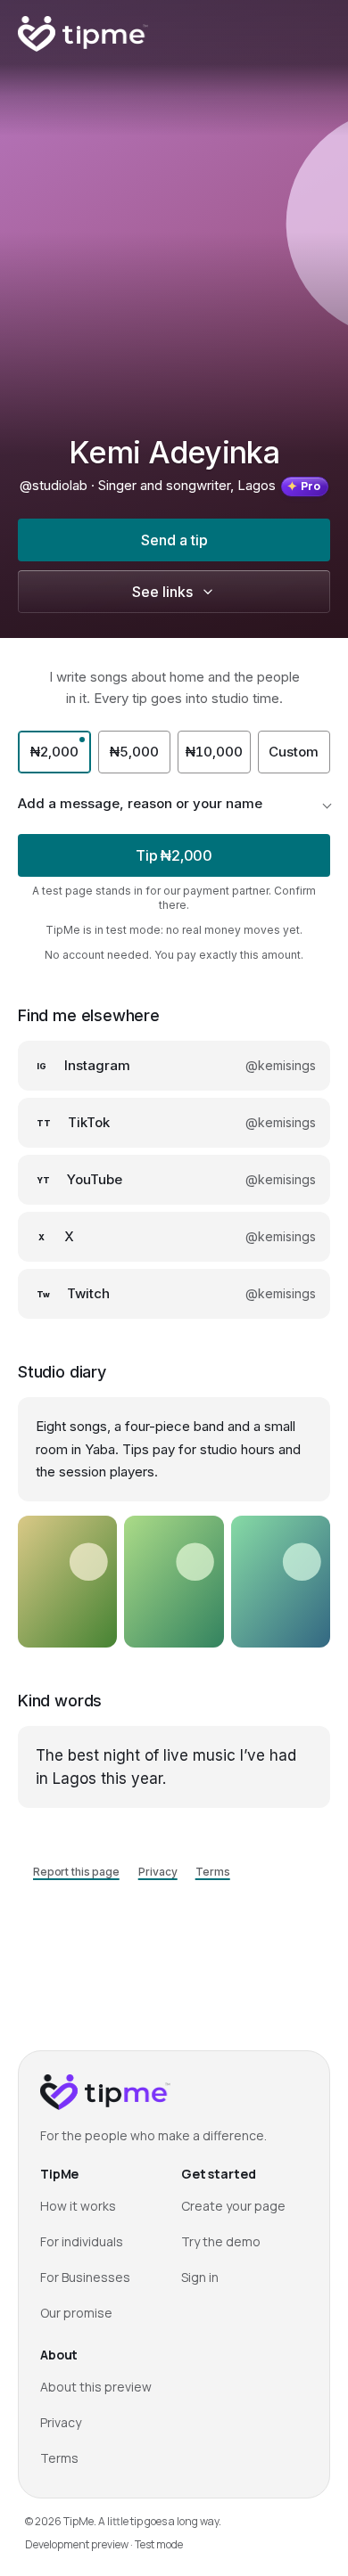 tipme™
Kemi Adeyinka
@studiolab · Singer and songwriter, Lagos ✦ Pro
Send a tip
See links
I write songs about home and the people
in it. Every tip goes into studio time.
₦2,000 ₦5,000 ₦10,000 Custom
Add a message, reason or your name
Tip ₦2,000
A test page stands in for our payment partner. Confirm
there.
TipMe is in test mode: no real money moves yet.
No account needed. You pay exactly this amount.
Find me elsewhere
IG Instagram @kemisings
TT TikTok @kemisings
YT YouTube @kemisings
X X @kemisings
Tw Twitch @kemisings
Studio diary
Eight songs, a four-piece band and a small
room in Yaba. Tips pay for studio hours and
the session players.
Kind words
The best night of live music I’ve had
in Lagos this year.
Report this page Privacy Terms
tipme™
For the people who make a difference.
TipMe
How it works
For individuals
For Businesses
Our promise
Get started
Create your page
Try the demo
Sign in
About
About this preview
Privacy
Terms
© 2026 TipMe. A little tip goes a long way.
Development preview · Test mode